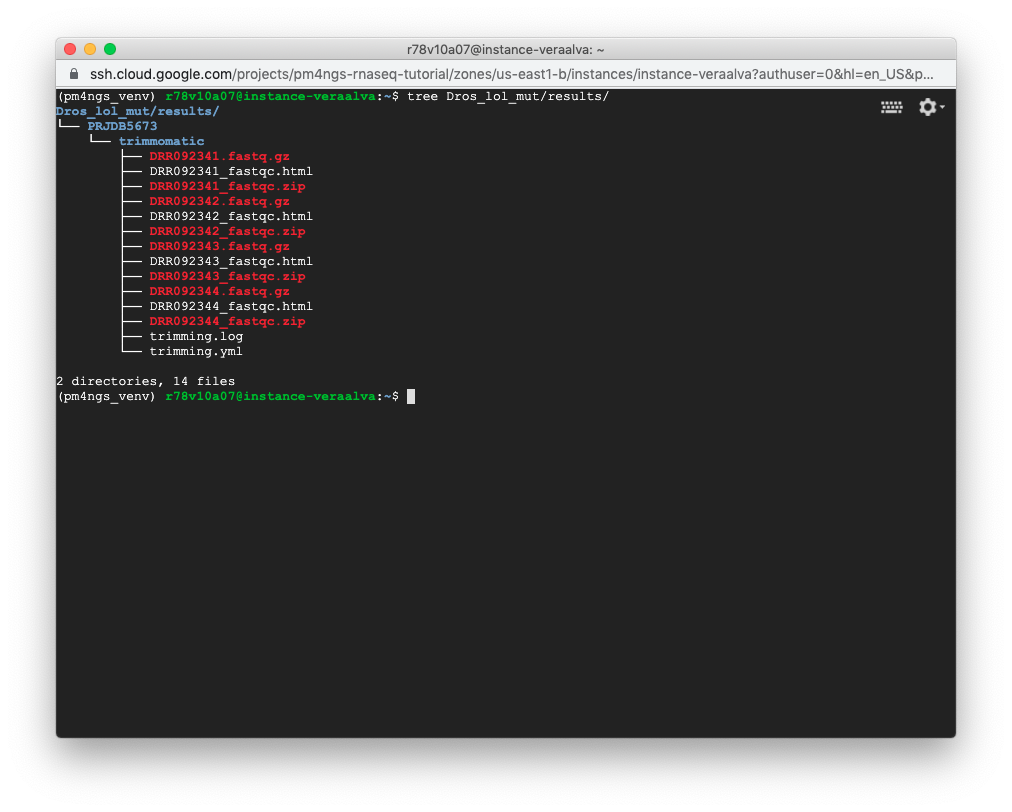 r78v10a07@instance-veraalva: ~
ssh.cloud.google.com/projects/pm4ngs-rnaseq-tutorial/zones/us-east1-b/instances/instance-veraalva?authuser=0&hl=en_US&p...
(pm4ngs_venv) r78v10a07@instance-veraalva:~$ tree Dros_lol_mut/results/
Dros_lol_mut/results/
└── PRJDB5673
    └── trimmomatic
        ├── DRR092341.fastq.gz
        ├── DRR092341_fastqc.html
        ├── DRR092341_fastqc.zip
        ├── DRR092342.fastq.gz
        ├── DRR092342_fastqc.html
        ├── DRR092342_fastqc.zip
        ├── DRR092343.fastq.gz
        ├── DRR092343_fastqc.html
        ├── DRR092343_fastqc.zip
        ├── DRR092344.fastq.gz
        ├── DRR092344_fastqc.html
        ├── DRR092344_fastqc.zip
        ├── trimming.log
        └── trimming.yml
2 directories, 14 files
(pm4ngs_venv) r78v10a07@instance-veraalva:~$